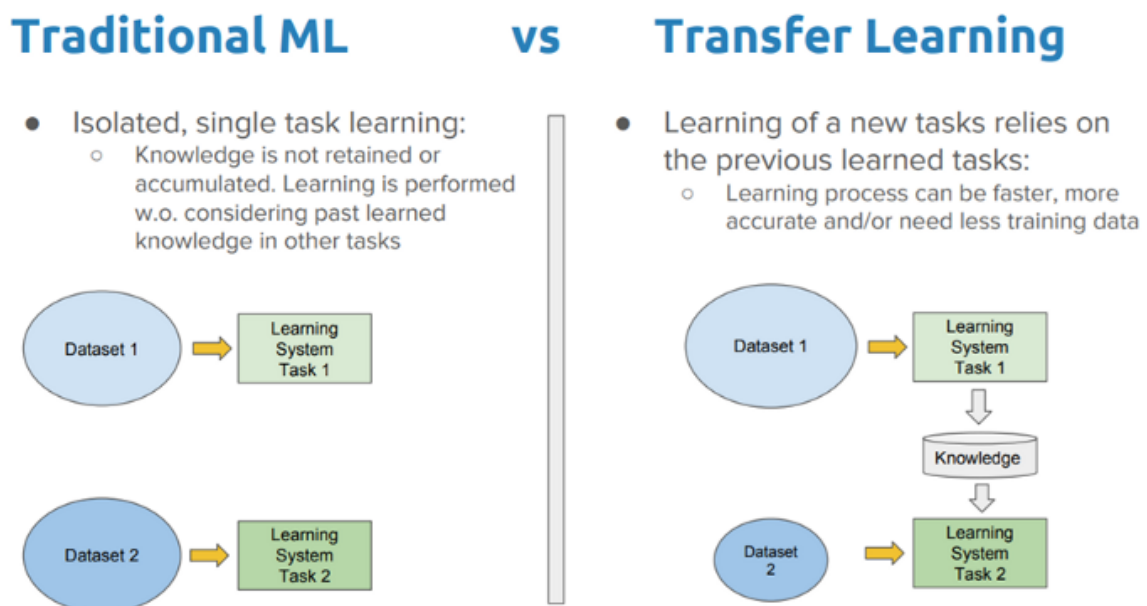 Traditional ML vs Transfer Learning
● Isolated, single task learning:
○ Knowledge is not retained or
accumulated. Learning is performed
w.o. considering past learned
knowledge in other tasks
Dataset 1
Learning
System
Task 1
Dataset 2
Learning
System
Task 2
● Learning of a new tasks relies on
the previous learned tasks:
○ Learning process can be faster, more
accurate and/or need less training data
Dataset 1
Learning
System
Task 1
Knowledge
Dataset
2
Learning
System
Task 2